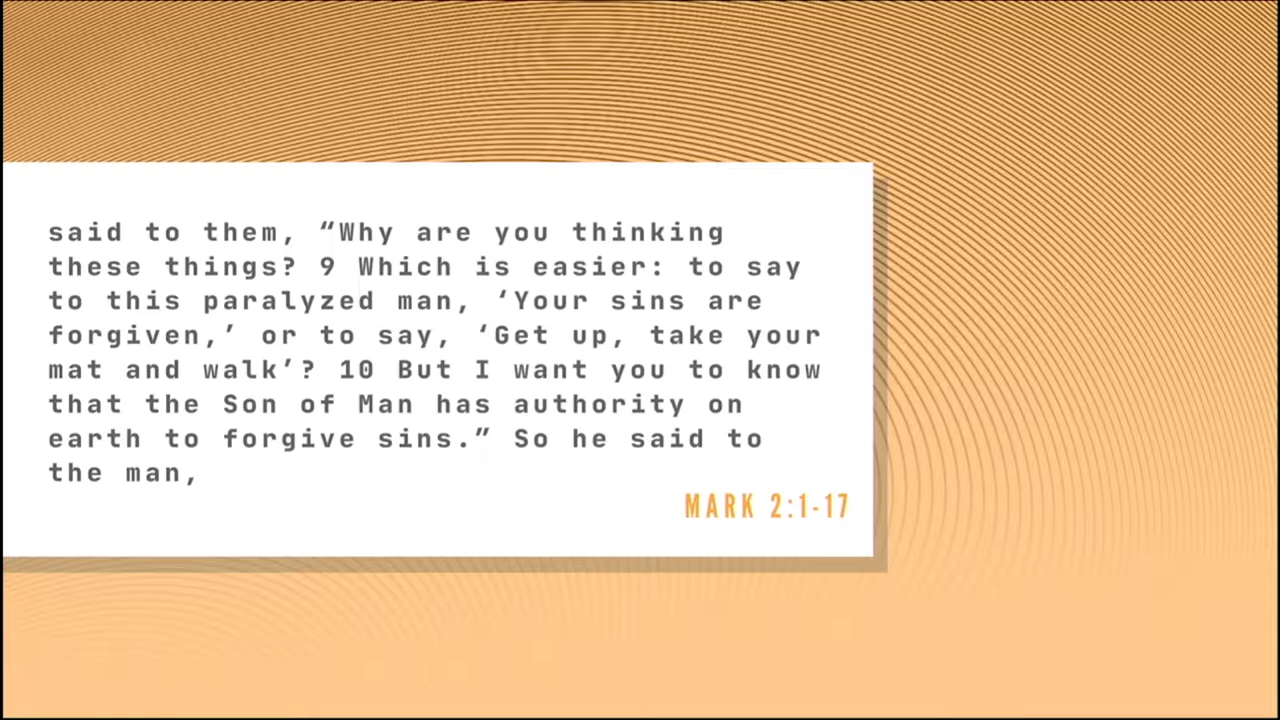 said to them, “Why are you thinking
these things? 9 Which is easier: to say
to this paralyzed man, ‘Your sins are
forgiven,’ or to say, ‘Get up, take your
mat and walk’? 10 But I want you to know
that the Son of Man has authority on
earth to forgive sins.” So he said to
the man,
MARK 2:1-17